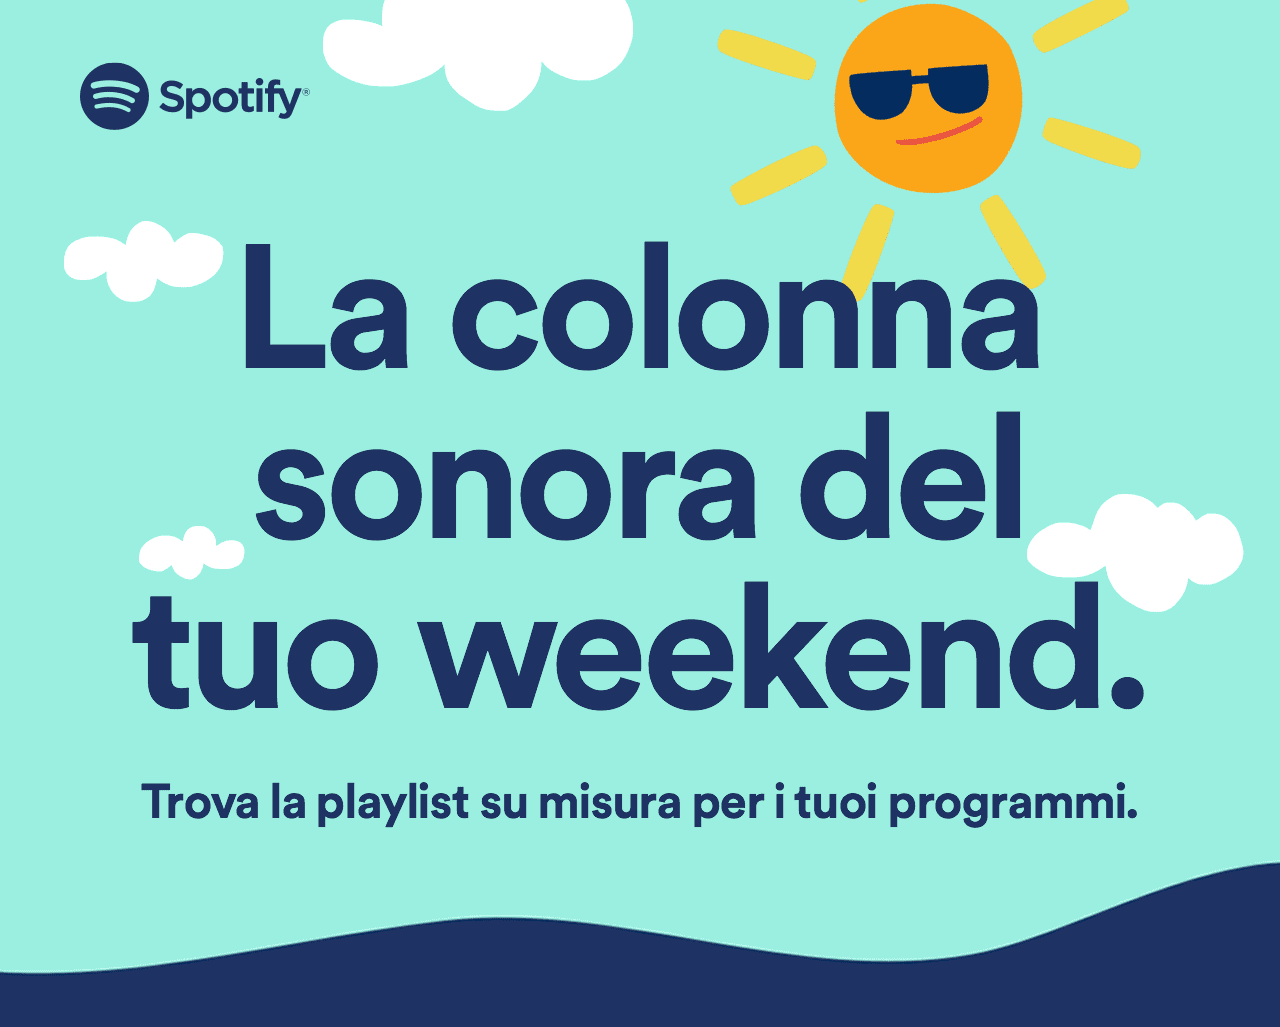 Spotify®
La colonna
sonora del
tuo weekend.
Trova la playlist su misura per i tuoi programmi.